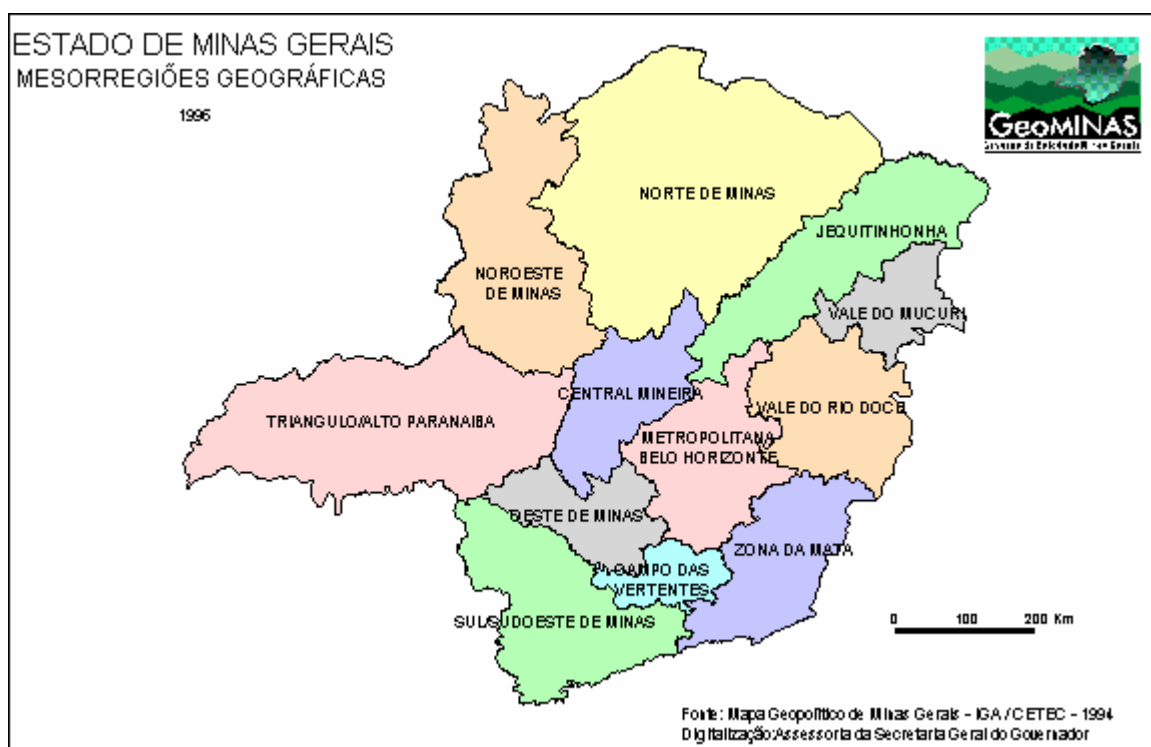 ESTADO DE MINAS GERAIS
MESORREGIÕES GEOGRÁFICAS
1996
GeoMINAS
NORTE DE MINAS
JEQUITINHONHA
NOROESTE
DE MINAS
VALE DO MUCURI
CENTRAL MINEIRA
VALE DO RIO DOCE
TRIANGULO/ALTO PARANAIBA
METROPOLITANA
BELO HORIZONTE
OESTE DE MINAS
ZONA DA MATA
CAMPO DAS
VERTENTES
SUL/SUDOESTE DE MINAS
0 100 200 Km
Fonte: Mapa Geopolítico de Minas Gerais - IGA / CETEC - 1994
Digitalização:Assessoria da Secretaria Geral do Governador